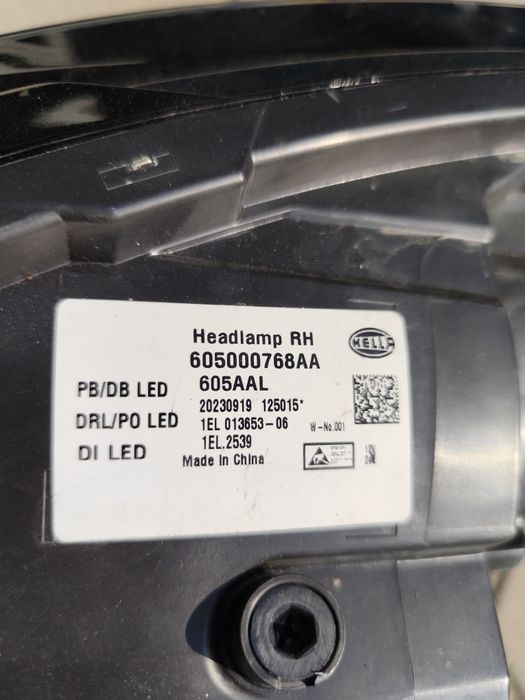 Headlamp RH
HELLA
605000768AA
PB/DB LED
605AAL
20230919 125015*
DRL/PO LED
1EL 013653-06
W-No.001
DI LED
1EL.2539
Made in China